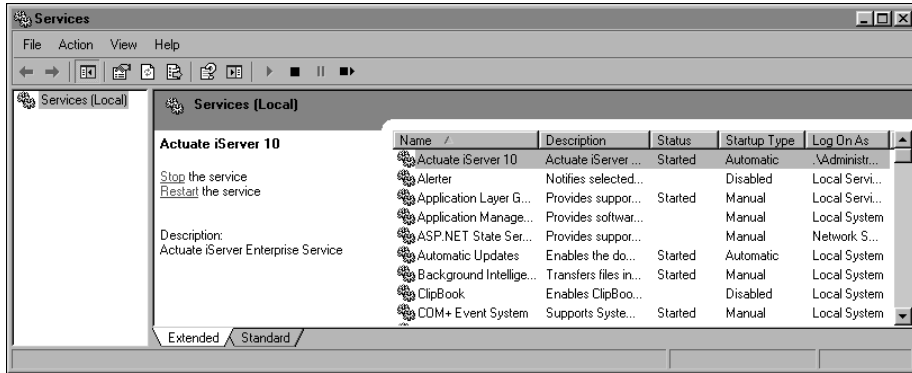 Services
File Action View Help
Services (Local)
Services (Local)
Actuate iServer 10
Stop the service
Restart the service
Description:
Actuate iServer Enterprise Service
Name Description Status Startup Type Log On As
Actuate iServer 10 Actuate iServer ... Started Automatic .\Administr...
Alerter Notifies selected... Disabled Local Servi...
Application Layer G... Provides suppor... Started Manual Local Servi...
Application Manage... Provides softwar... Manual Local System
ASP.NET State Ser... Provides suppor... Manual Network S...
Automatic Updates Enables the do... Started Automatic Local System
Background Intellige... Transfers files in... Started Manual Local System
ClipBook Enables ClipBoo... Disabled Local System
COM+ Event System Supports Syste... Started Manual Local System
Extended Standard